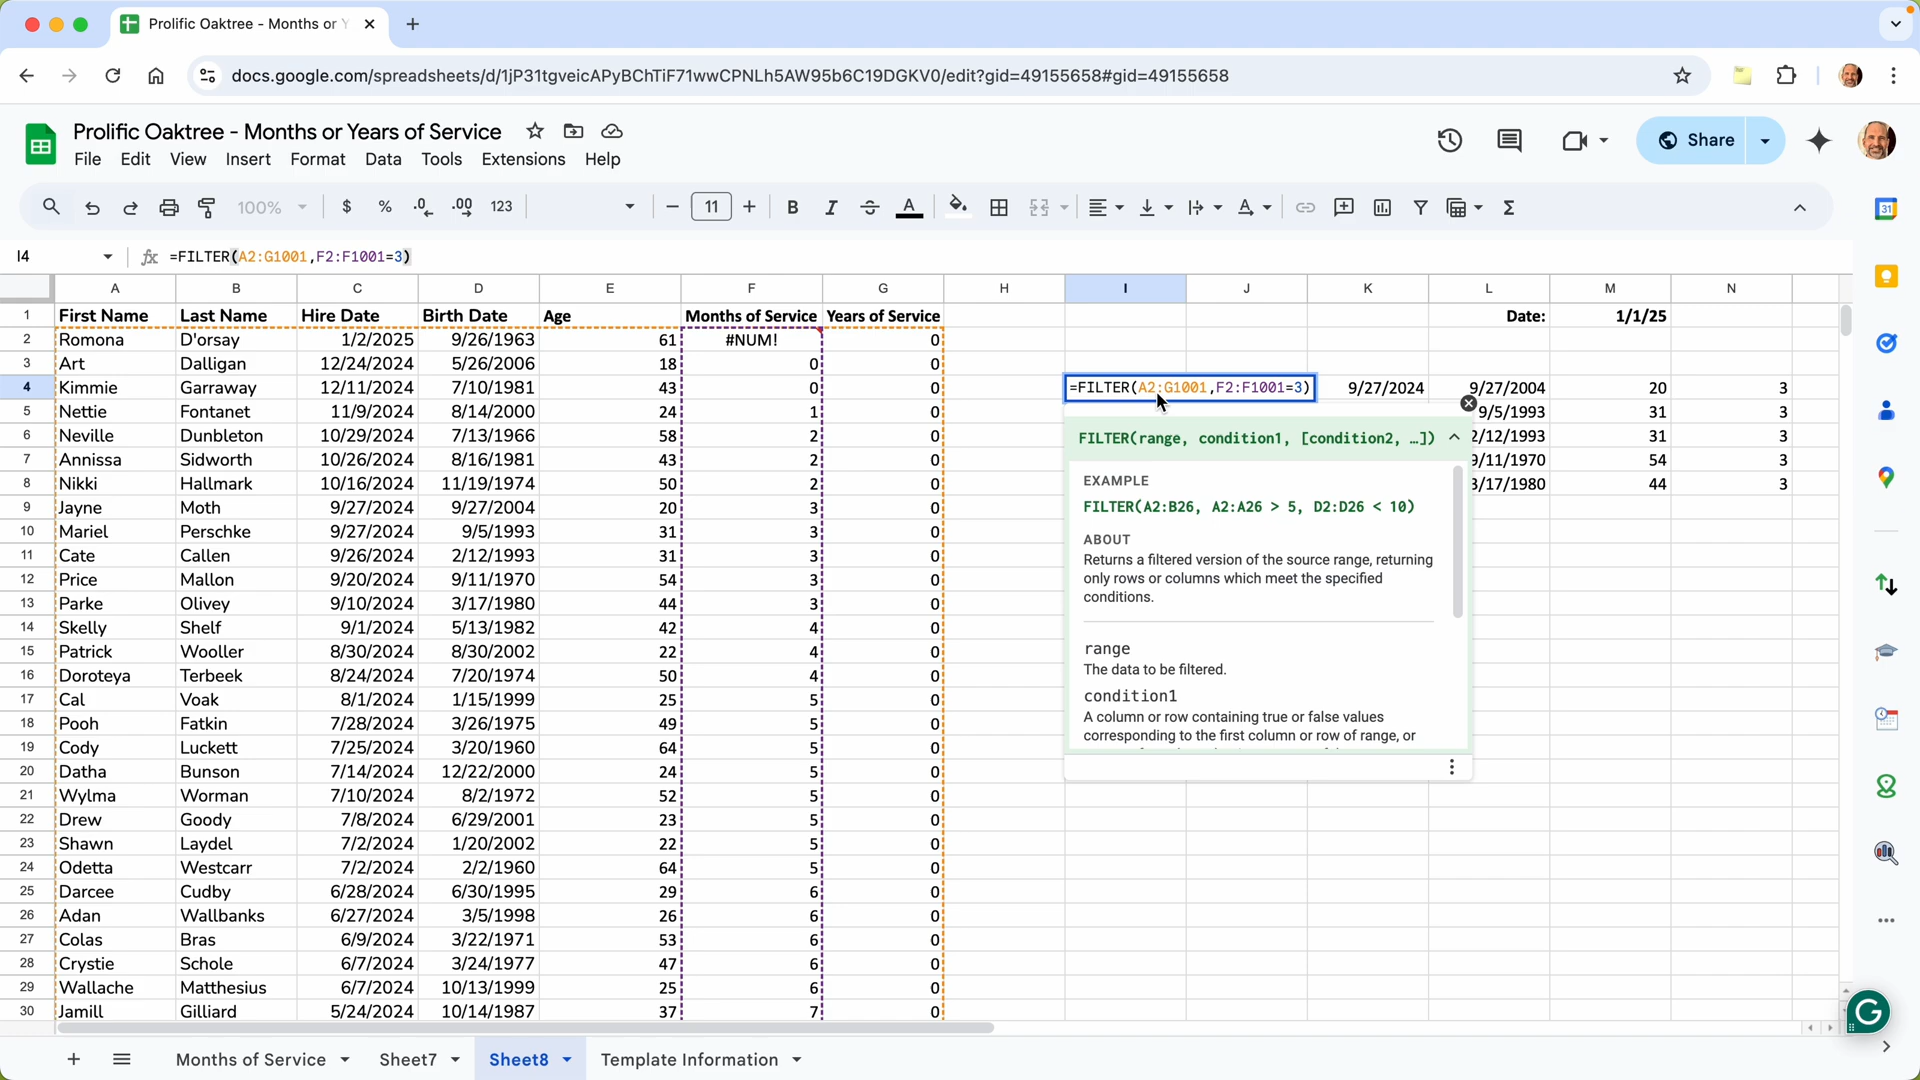 Prolific Oaktree - Months or Y
docs.google.com/spreadsheets/d/1jP31tgveicAPyBChTiF71wwCPNLh5AW95b6C19DGKV0/edit?gid=49155658#gid=49155658
Prolific Oaktree - Months or Years of Service
File Edit View Insert Format Data Tools Extensions Help
Share
100% $ % .0 .00 123 11 B I A
I4 fx =FILTER(A2:G1001,F2:F1001=3)
A B C D E F G H I J K L M N
1 First Name Last Name Hire Date Birth Date Age Months of Service Years of Service Date: 1/1/25
2 Romona D'orsay 1/2/2025 9/26/1963 61 #NUM! 0
3 Art Dalligan 12/24/2024 5/26/2006 18 0 0
4 Kimmie Garraway 12/11/2024 7/10/1981 43 0 0 =FILTER(A2:G1001,F2:F1001=3) 9/27/2024 9/27/2004 20 3
5 Nettie Fontanet 11/9/2024 8/14/2000 24 1 0 9/5/1993 31 3
6 Neville Dunbleton 10/29/2024 7/13/1966 58 2 0 2/12/1993 31 3
7 Annissa Sidworth 10/26/2024 8/16/1981 43 2 0 9/11/1970 54 3
8 Nikki Hallmark 10/16/2024 11/19/1974 50 2 0 3/17/1980 44 3
9 Jayne Moth 9/27/2024 9/27/2004 20 3 0
10 Mariel Perschke 9/27/2024 9/5/1993 31 3 0
11 Cate Callen 9/26/2024 2/12/1993 31 3 0
12 Price Mallon 9/20/2024 9/11/1970 54 3 0
13 Parke Olivey 9/10/2024 3/17/1980 44 3 0
14 Skelly Shelf 9/1/2024 5/13/1982 42 4 0
15 Patrick Wooller 8/30/2024 8/30/2002 22 4 0
16 Doroteya Terbeek 8/24/2024 7/20/1974 50 4 0
17 Cal Voak 8/1/2024 1/15/1999 25 5 0
18 Pooh Fatkin 7/28/2024 3/26/1975 49 5 0
19 Cody Luckett 7/25/2024 3/20/1960 64 5 0
20 Datha Bunson 7/14/2024 12/22/2000 24 5 0
21 Wylma Worman 7/10/2024 8/2/1972 52 5 0
22 Drew Goody 7/8/2024 6/29/2001 23 5 0
23 Shawn Laydel 7/2/2024 1/20/2002 22 5 0
24 Odetta Westcarr 7/2/2024 2/2/1960 64 5 0
25 Darcee Cudby 6/28/2024 6/30/1995 29 6 0
26 Adan Wallbanks 6/27/2024 3/5/1998 26 6 0
27 Colas Bras 6/9/2024 3/22/1971 53 6 0
28 Crystie Schole 6/7/2024 3/24/1977 47 6 0
29 Wallache Matthesius 6/7/2024 10/13/1999 25 6 0
30 Jamill Gilliard 5/24/2024 10/14/1987 37 7 0
FILTER(range, condition1, [condition2, …])
EXAMPLE
FILTER(A2:B26, A2:A26 > 5, D2:D26 < 10)
ABOUT
Returns a filtered version of the source range, returning
only rows or columns which meet the specified
conditions.
range
The data to be filtered.
condition1
A column or row containing true or false values
corresponding to the first column or row of range, or
31
G
Months of Service Sheet7 Sheet8 Template Information